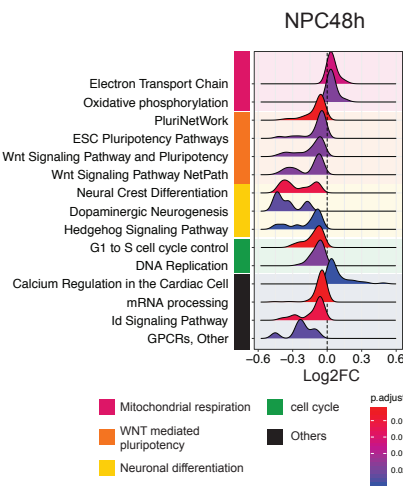 NPC48h
Electron Transport Chain
Oxidative phosphorylation
PluriNetWork
ESC Pluripotency Pathways
Wnt Signaling Pathway and Pluripotency
Wnt Signaling Pathway NetPath
Neural Crest Differentiation
Dopaminergic Neurogenesis
Hedgehog Signaling Pathway
G1 to S cell cycle control
DNA Replication
Calcium Regulation in the Cardiac Cell
mRNA processing
Id Signaling Pathway
GPCRs, Other
−0.6 −0.3 0.0 0.3 0.6
Log2FC
Mitochondrial respiration
WNT mediated
pluripotency
Neuronal differentiation
cell cycle
Others
p.adjust